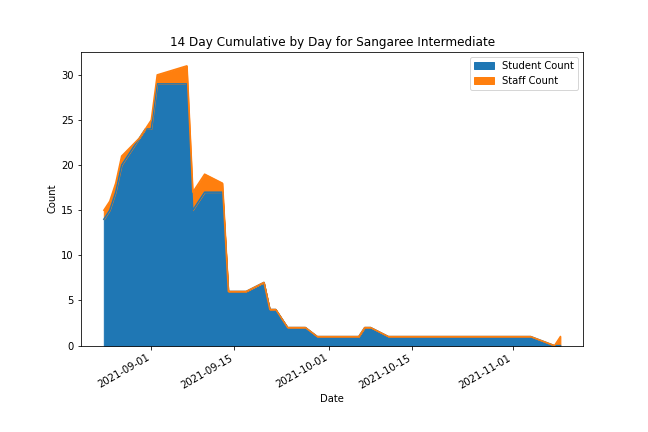 14 Day Cumulative by Day for Sangaree Intermediate
Student Count
Staff Count
30
25
20
15
10
5
0
Count
2021-09-01
2021-09-15
2021-10-01
2021-10-15
2021-11-01
Date